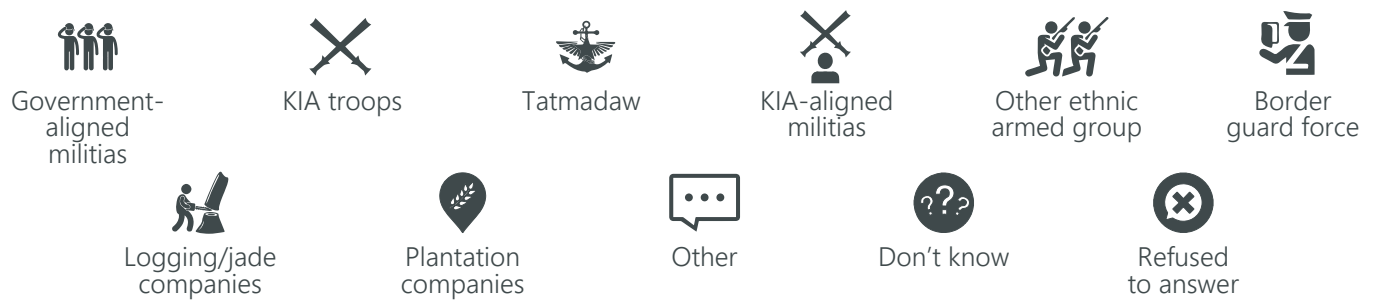 Government-
aligned
militias
KIA troops
Tatmadaw
KIA-aligned
militias
Other ethnic
armed group
Border
guard force
Logging/jade
companies
Plantation
companies
Other
Don’t know
Refused
to answer